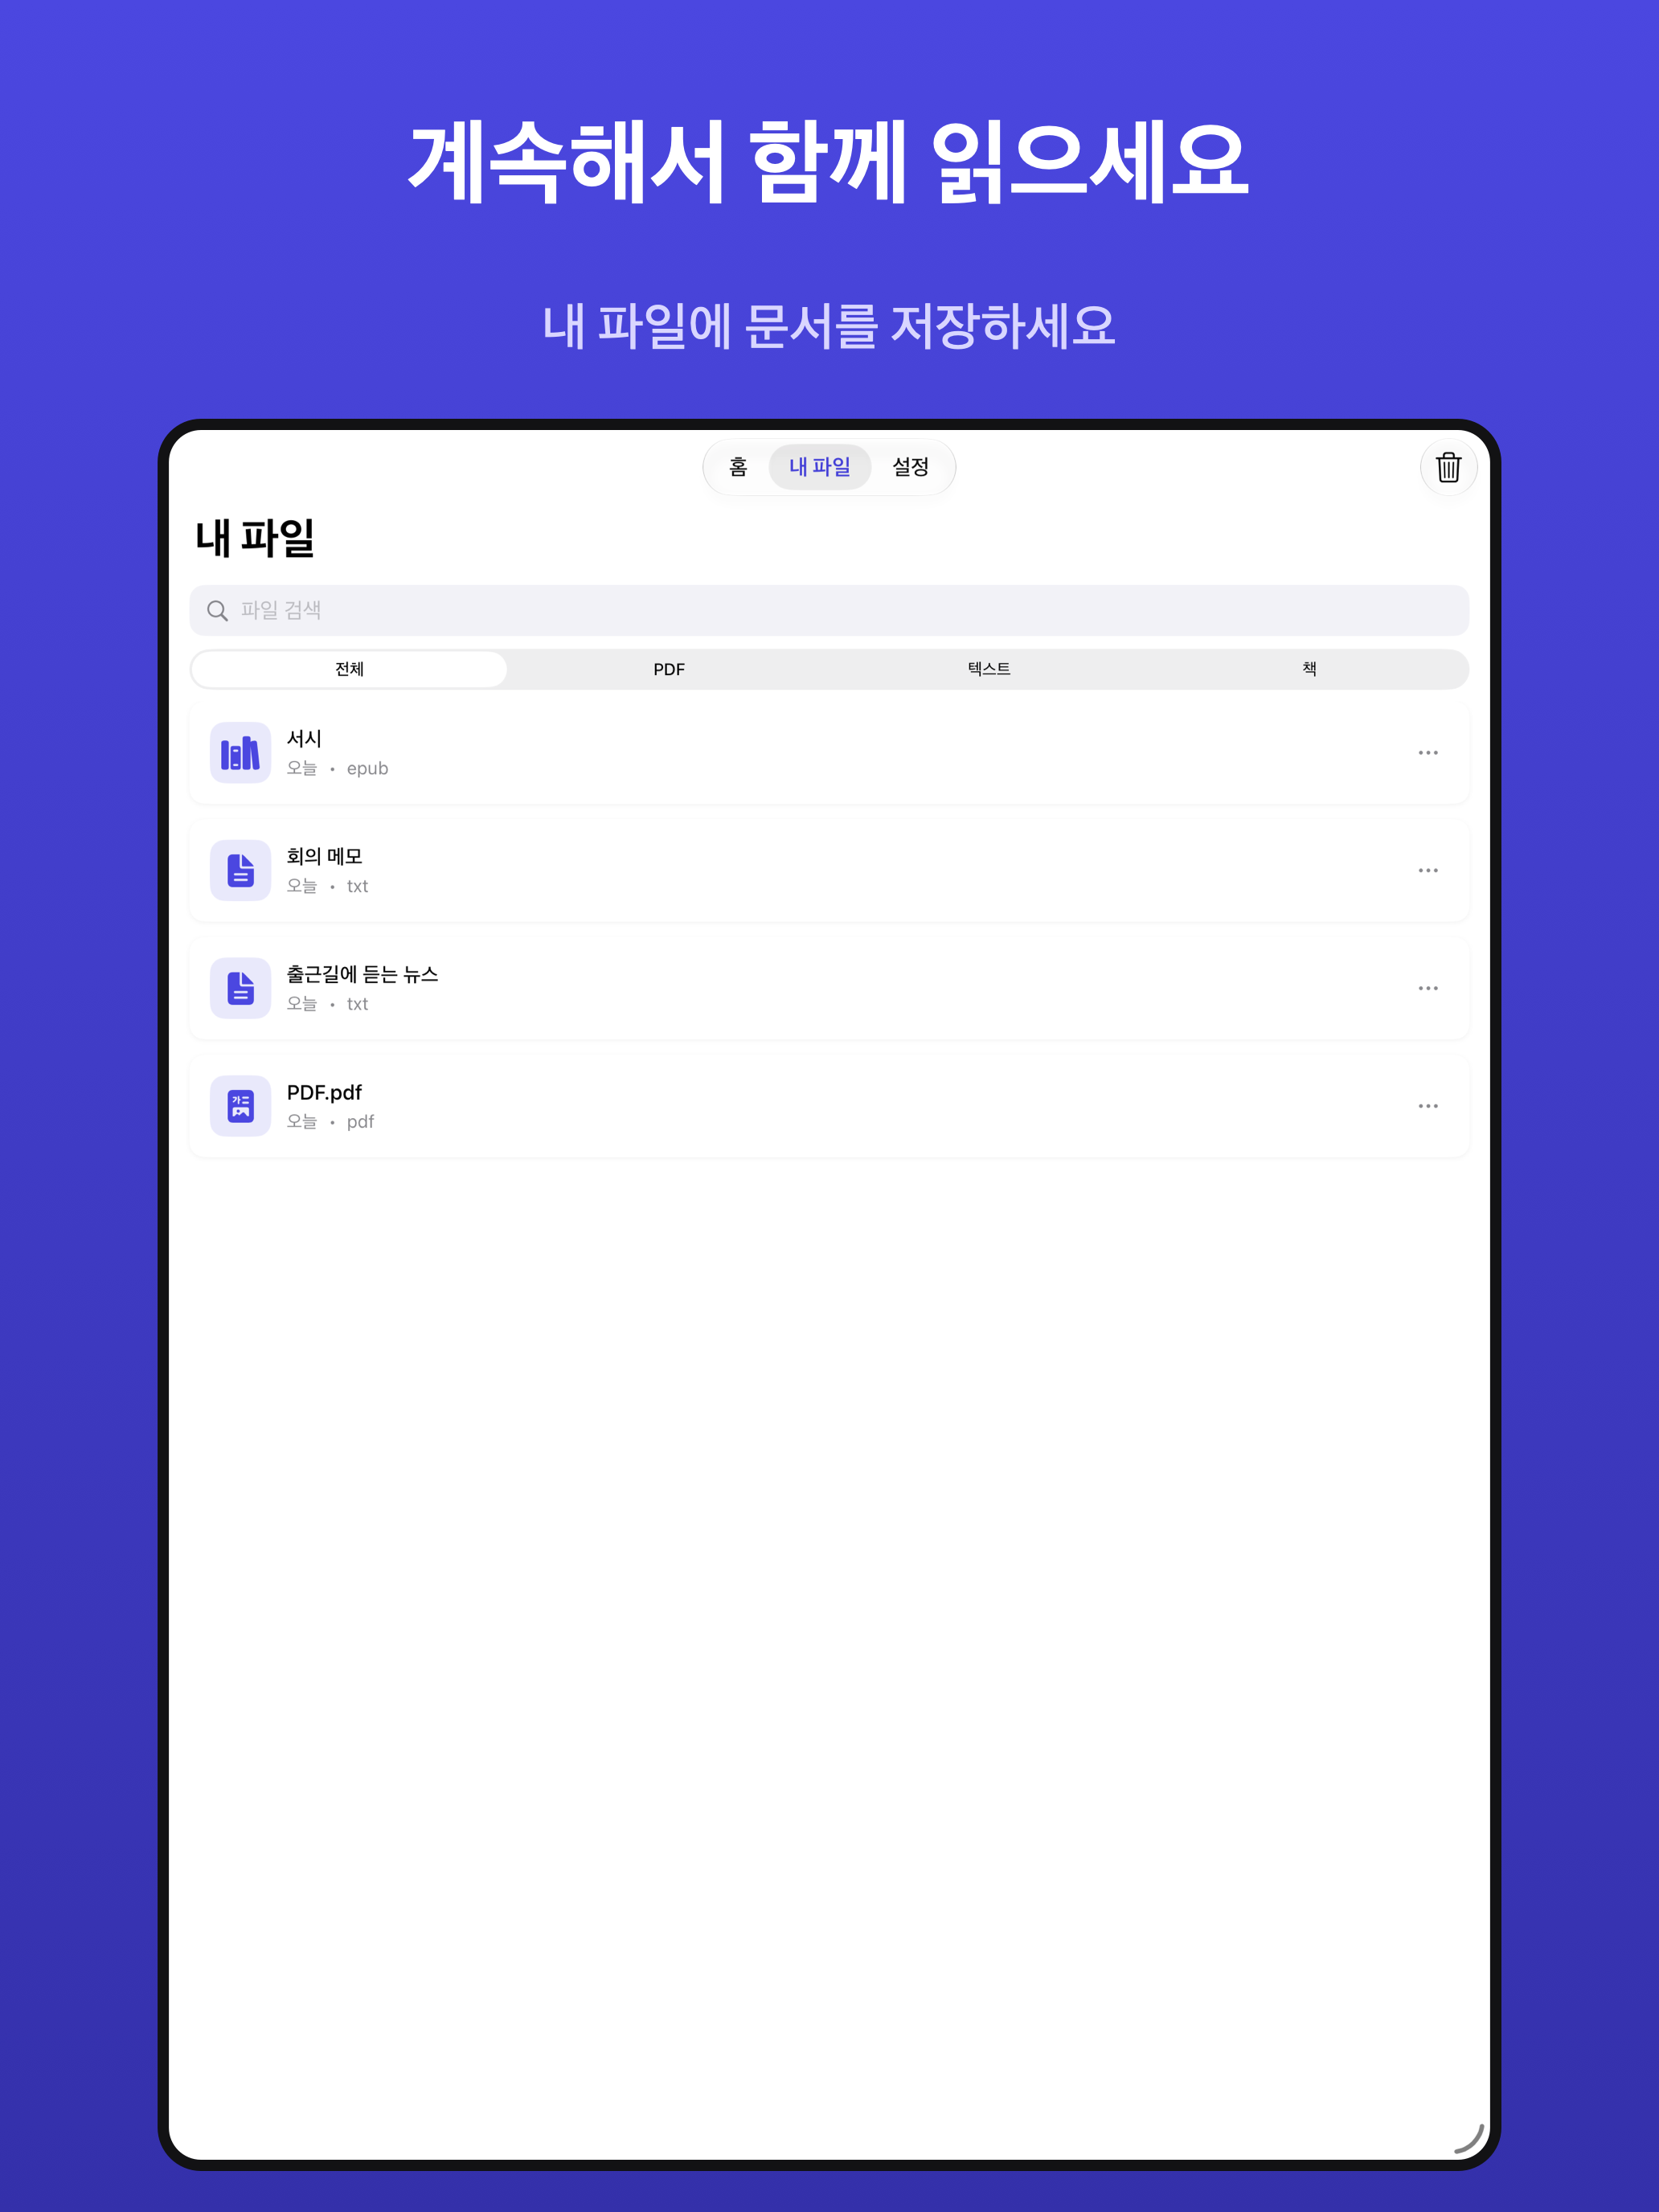 계속해서 함께 읽으세요
내 파일에 문서를 저장하세요
홈 내 파일 설정
내 파일
파일 검색
전체 PDF 텍스트 책
서시
오늘 • epub
회의 메모
오늘 • txt
출근길에 듣는 뉴스
오늘 • txt
가
PDF.pdf
오늘 • pdf